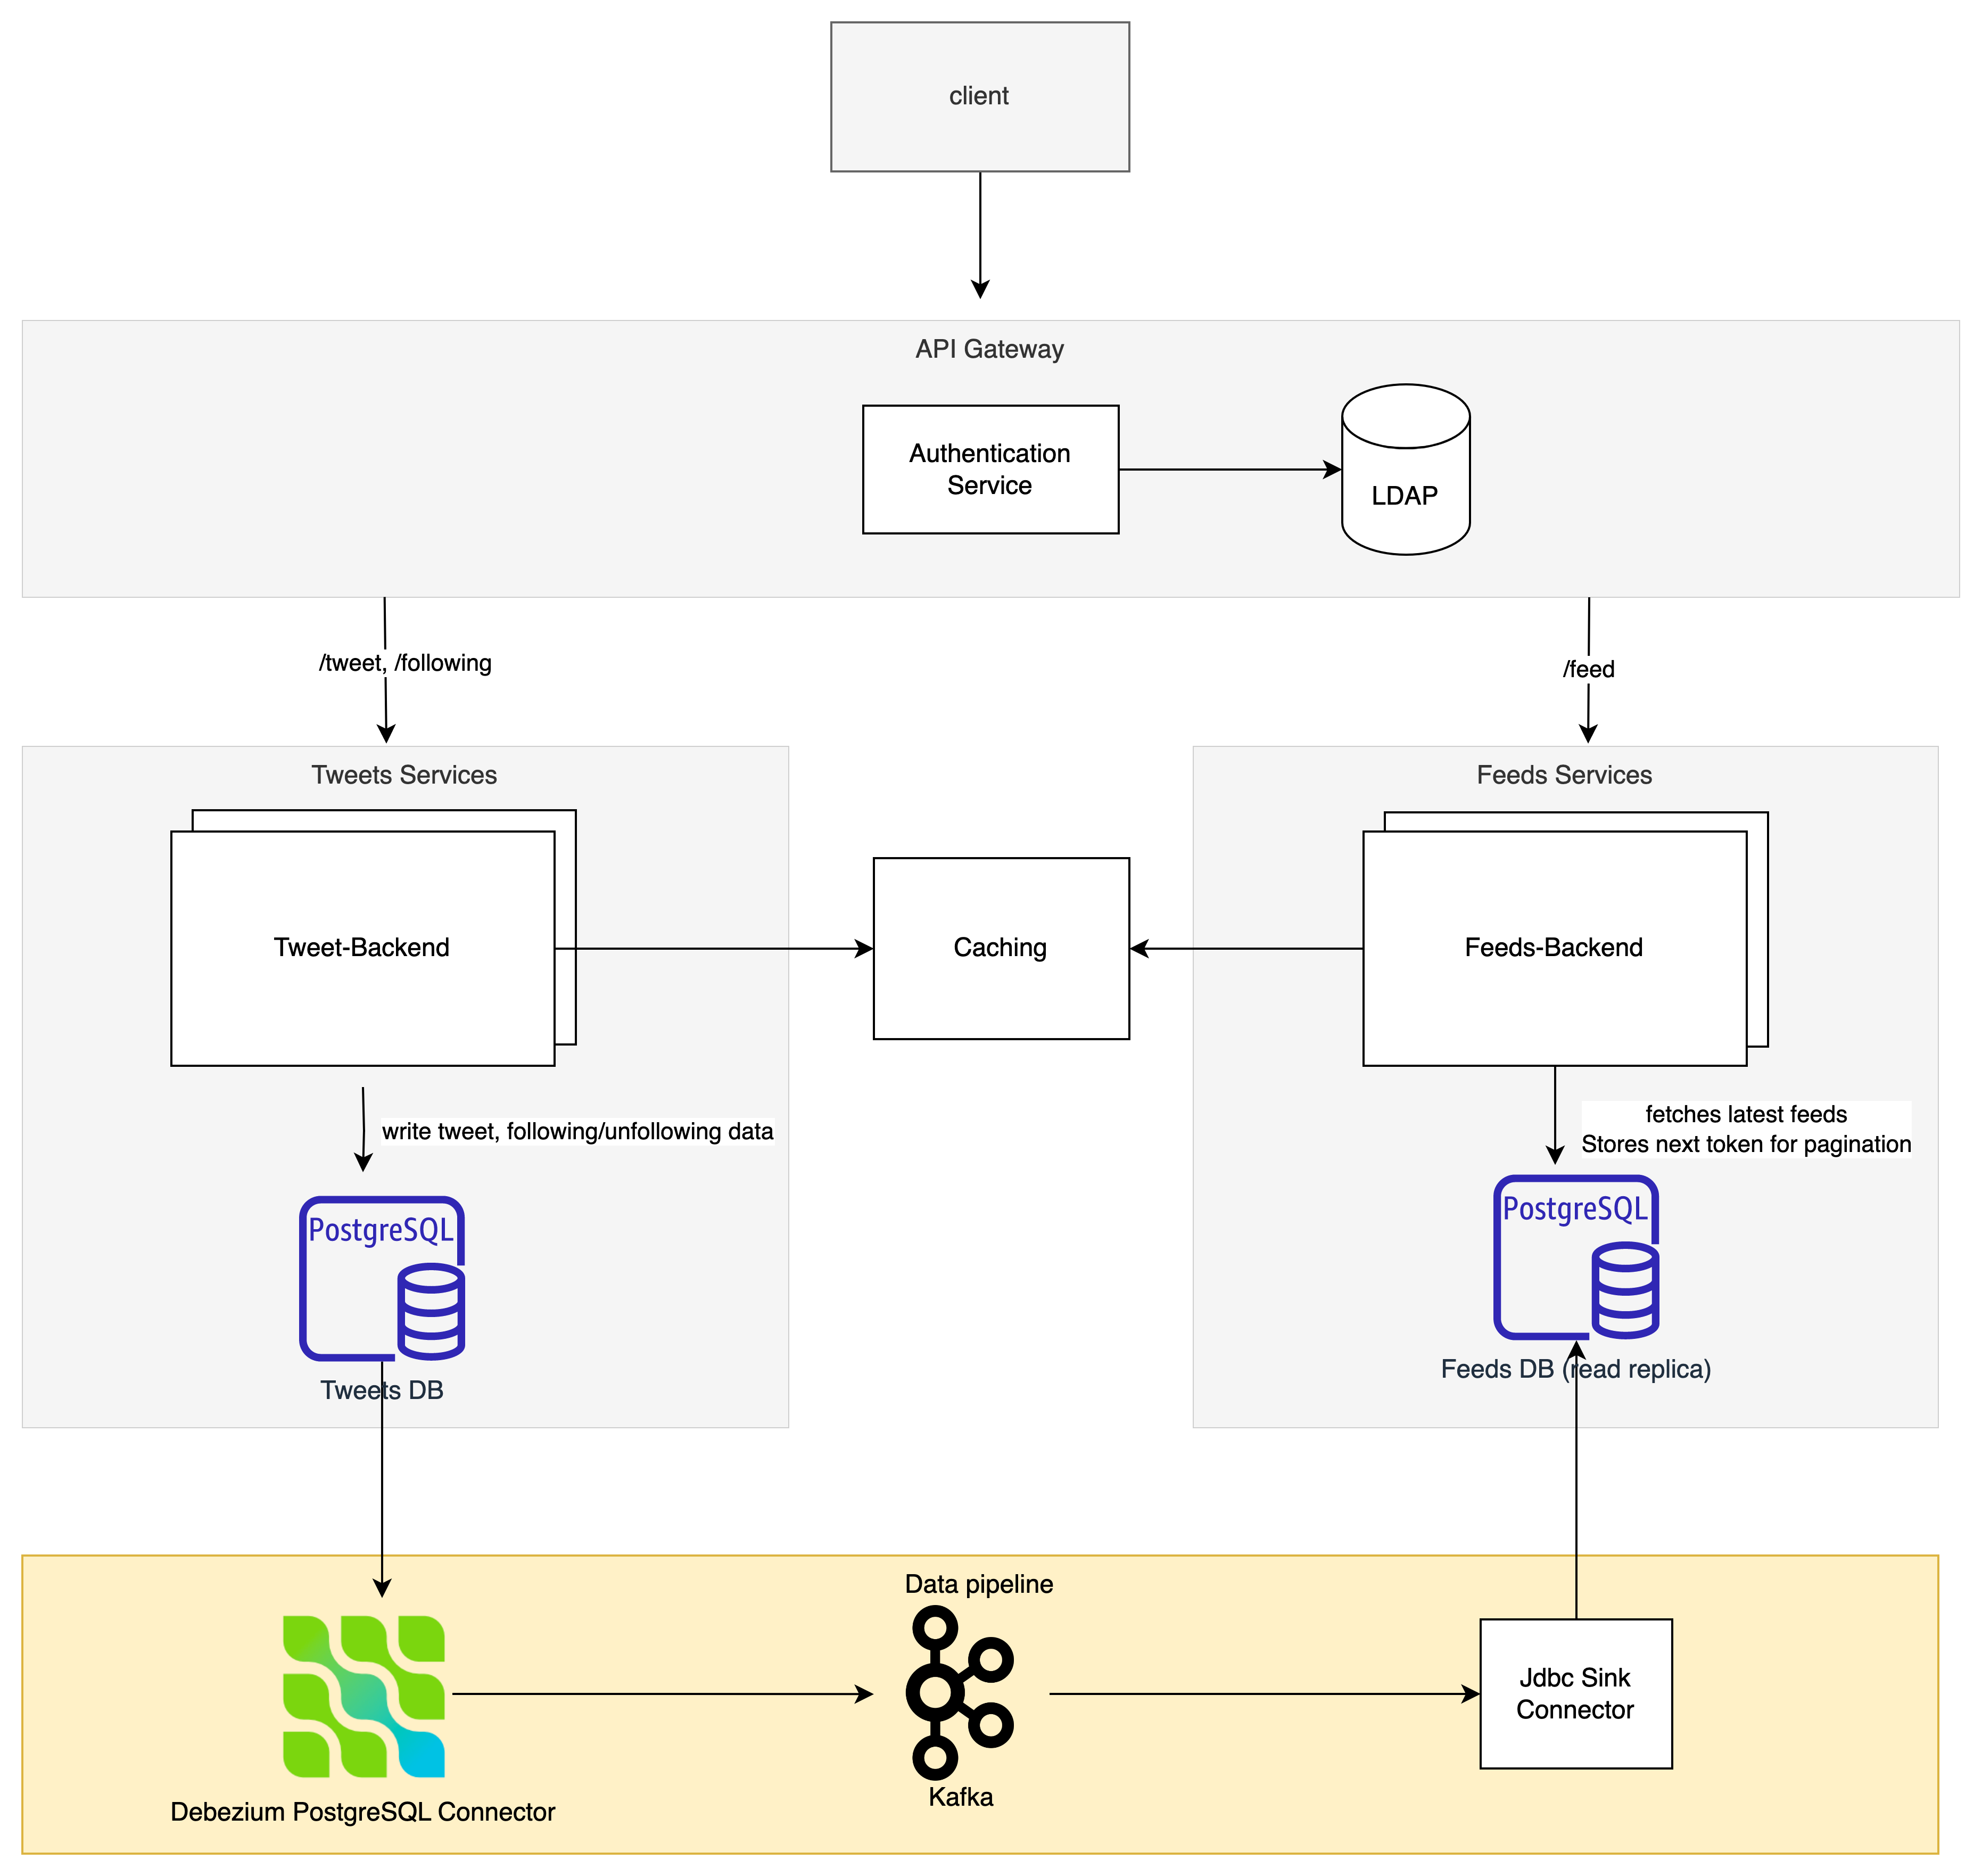 client
API Gateway
Authentication
Service
LDAP
/tweet, /following
/feed
Tweets Services
Feeds Services
Tweet-Backend
Caching
Feeds-Backend
write tweet, following/unfollowing data
fetches latest feeds
Stores next token for pagination
PostgreSQL
Tweets DB
PostgreSQL
Feeds DB (read replica)
Data pipeline
Jdbc Sink
Connector
Kafka
Debezium PostgreSQL Connector